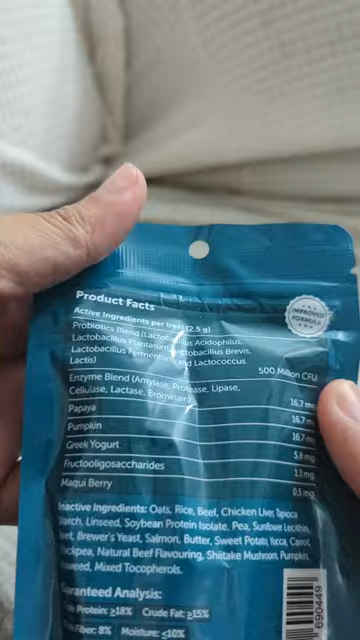 Product Facts
IMPROVED
FORMULA
Active Ingredients per treat (2.5 g)
Probiotics Blend (Lactobacillus Acidophilus,
Lactobacillus Plantarum, Lactobacillus Brevis,
Lactobacillus Fermentum and Lactococcus
Lactis) 500 Million CFU
Enzyme Blend (Amylase, Protease, Lipase,
Cellulase, Lactase, Bromelain) 16.7 mg
Papaya 16.7 mg
Pumpkin 16.7 mg
Greek Yogurt 5.8 mg
Fructooligosaccharides 1.3 mg
Maqui Berry 0.5 mg
Inactive Ingredients: Oats, Rice, Beef, Chicken Liver, Tapioca
Starch, Linseed, Soybean Protein Isolate, Pea, Sunflower Lecithin,
Beef, Brewer's Yeast, Salmon, Butter, Sweet Potato, Yucca, Carrot,
Chickpea, Natural Beef Flavouring, Shiitake Mushroom, Pumpkin,
Mixed Tocopherols.
Guaranteed Analysis:
Protein: ≥18% Crude Fat: ≥15%
Fiber: 8% Moisture: ≤10%
690449